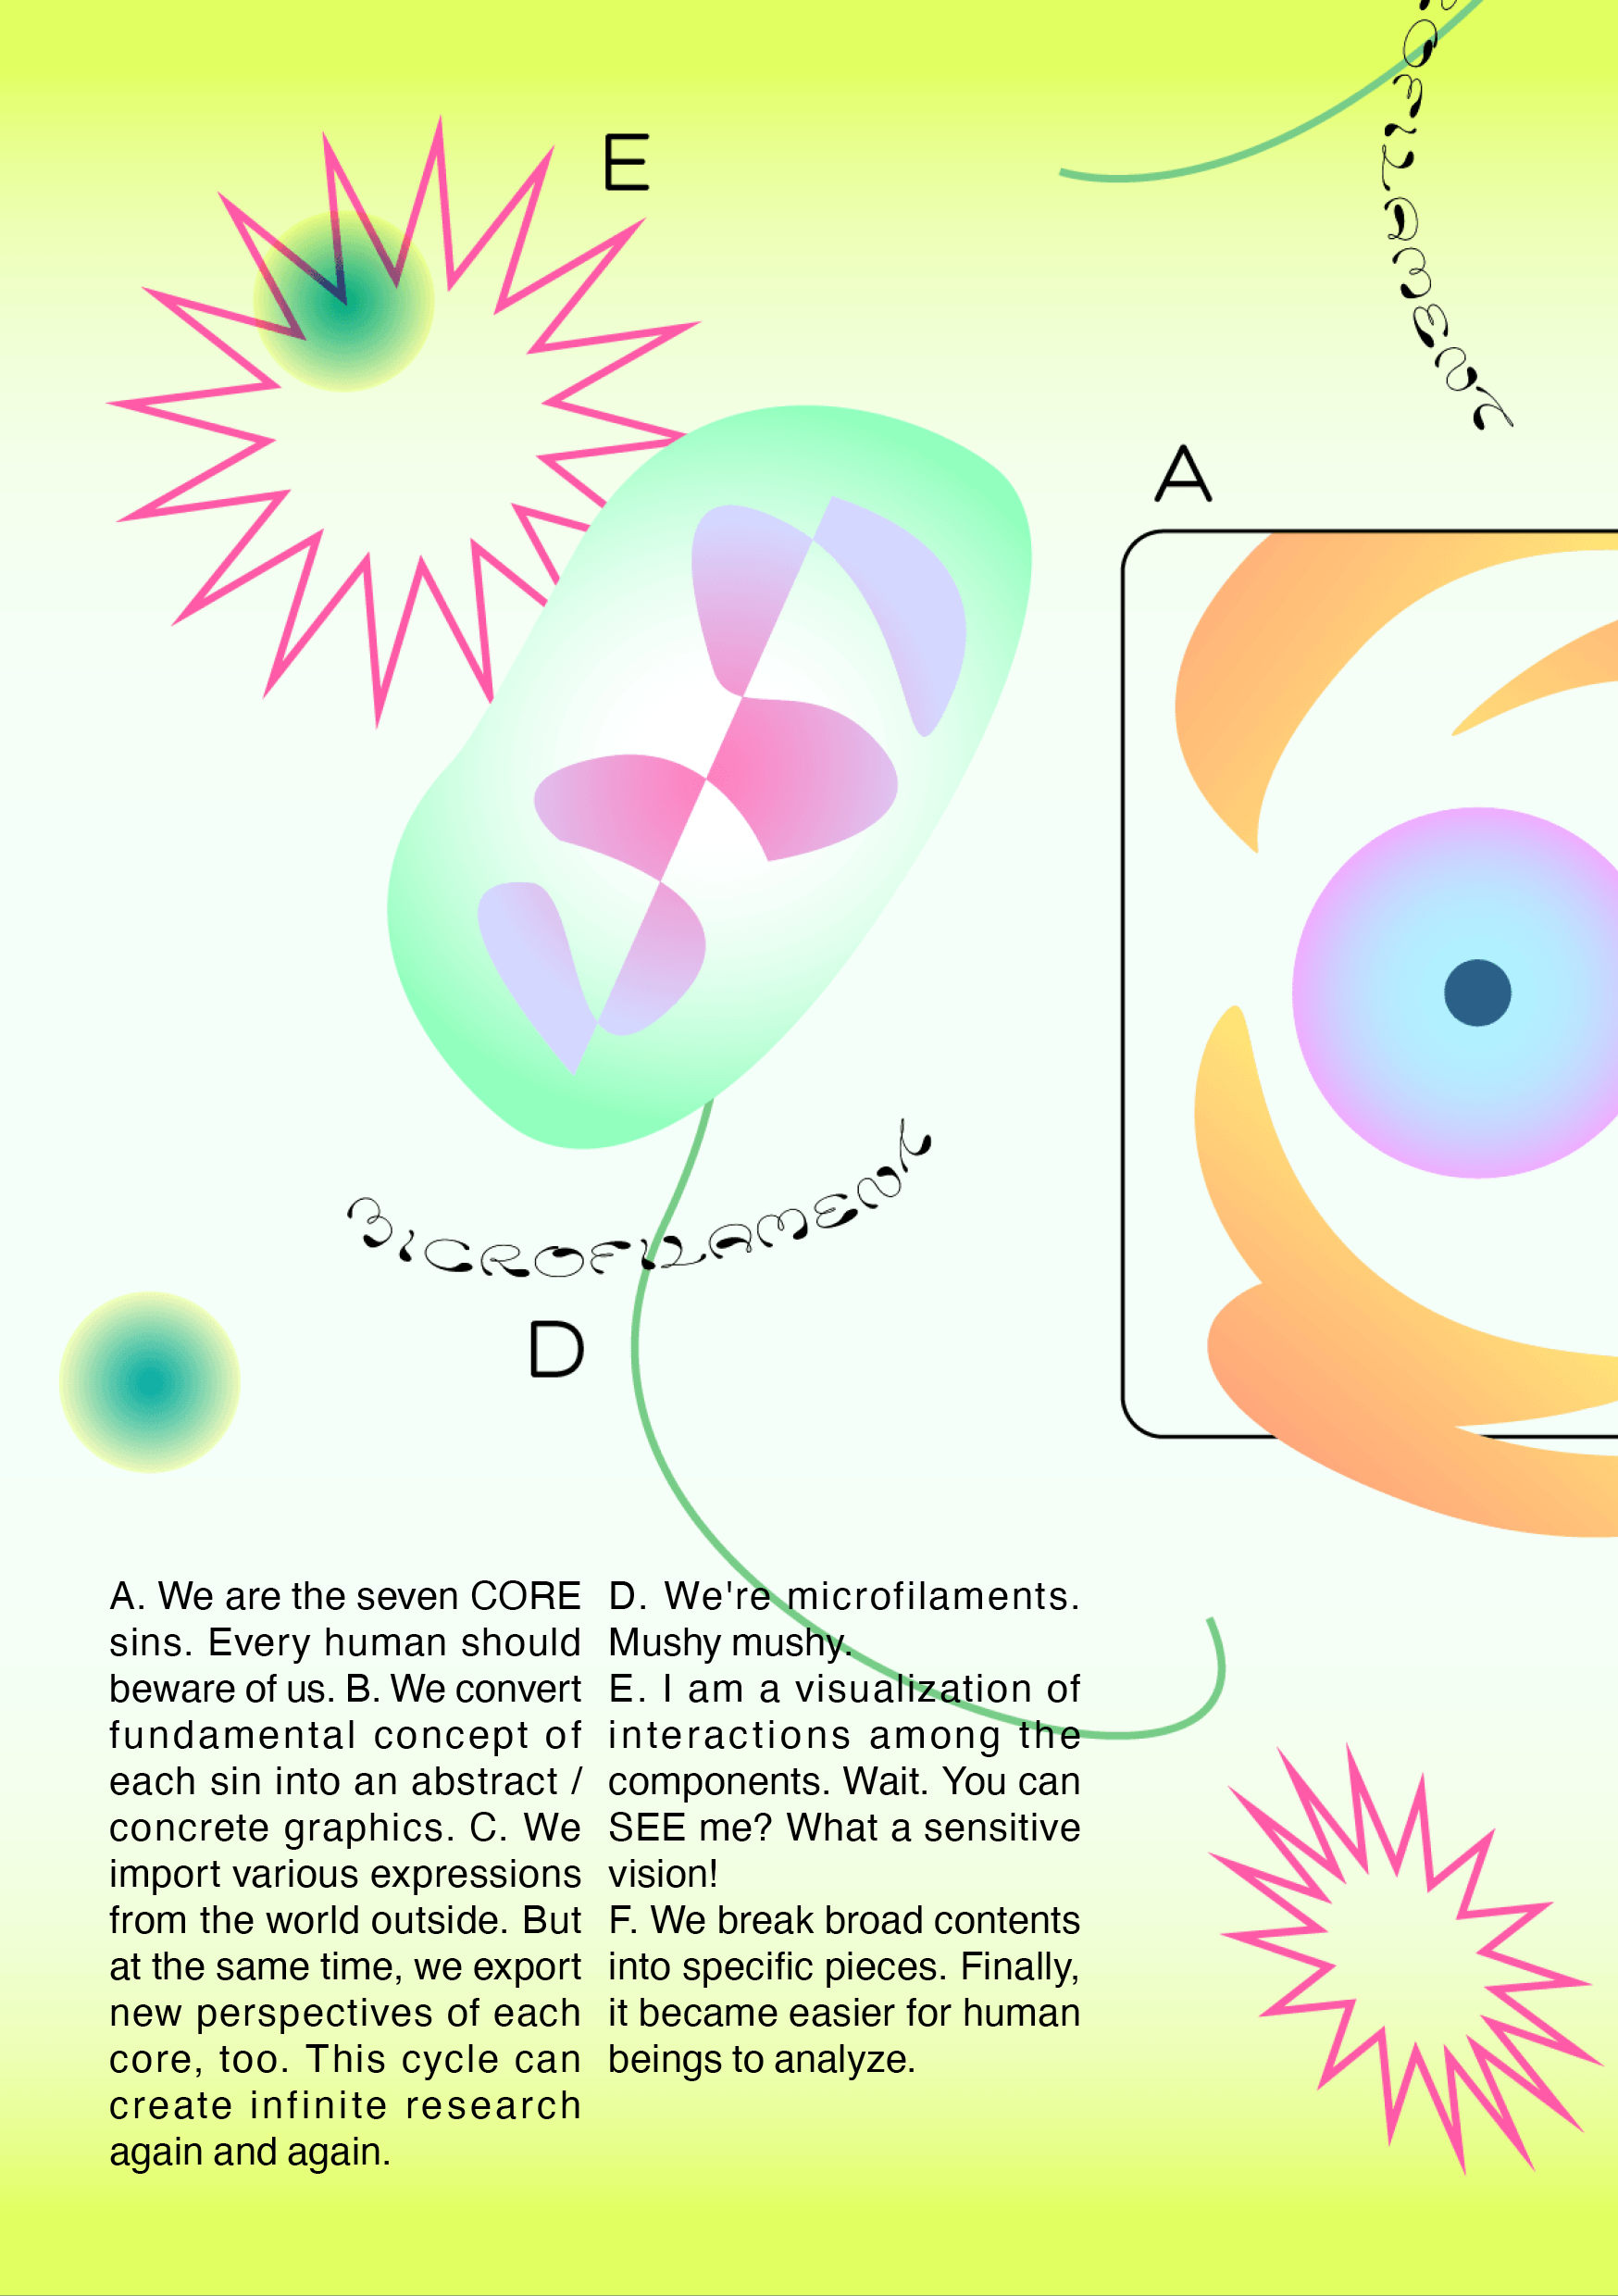 E
OFILAMENT
A
MICROFILAMENT
D
A. We are the seven CORE
sins. Every human should
beware of us. B. We convert
fundamental concept of
each sin into an abstract /
concrete graphics. C. We
import various expressions
from the world outside. But
at the same time, we export
new perspectives of each
core, too. This cycle can
create infinite research
again and again.
D. We're microfilaments.
Mushy mushy.
E. I am a visualization of
interactions among the
components. Wait. You can
SEE me? What a sensitive
vision!
F. We break broad contents
into specific pieces. Finally,
it became easier for human
beings to analyze.